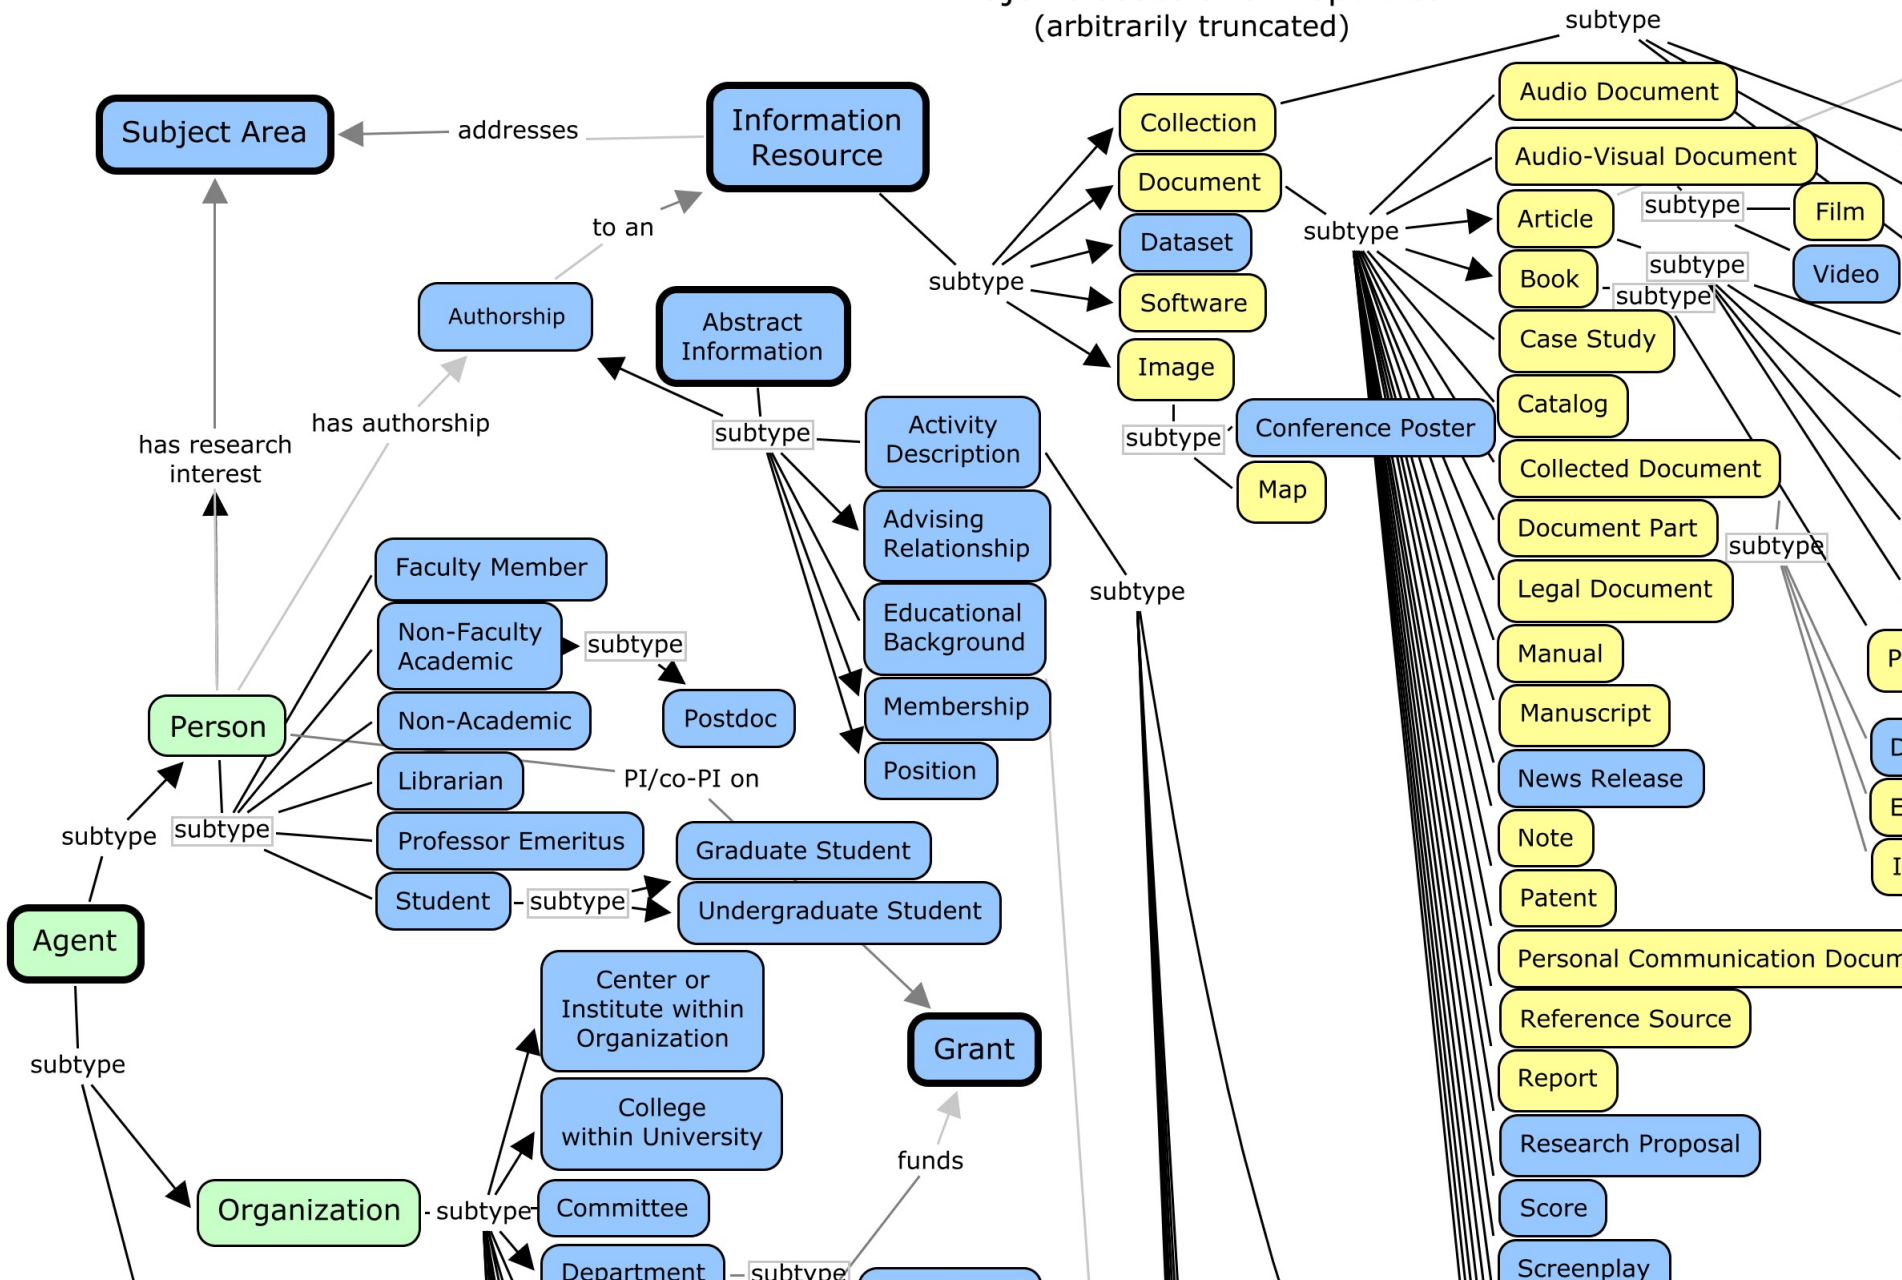 (arbitrarily truncated)
subtype
Subject Area
addresses
Information
Resource
to an
Authorship
Abstract
Information
subtype
has authorship
has research
interest
subtype
Collection
Document
Dataset
Software
Image
subtype
Conference Poster
Map
subtype
Audio Document
Audio-Visual Document
subtype
Film
Video
Article
subtype
Book
subtype
Case Study
Catalog
Collected Document
subtype
Document Part
Legal Document
Manual
Manuscript
News Release
Note
Patent
Personal Communication
Reference Source
Report
Research Proposal
Score
Screenplay
Activity
Description
Advising
Relationship
Educational
Background
Membership
Position
subtype
Faculty Member
Non-Faculty
Academic
subtype
Postdoc
Non-Academic
Librarian
Professor Emeritus
Student
subtype
Graduate Student
Undergraduate Student
Person
PI/co-PI on
subtype
subtype
Agent
subtype
Organization
subtype
Center or
Institute within
Organization
College
within University
Committee
Department
subtype
Grant
funds